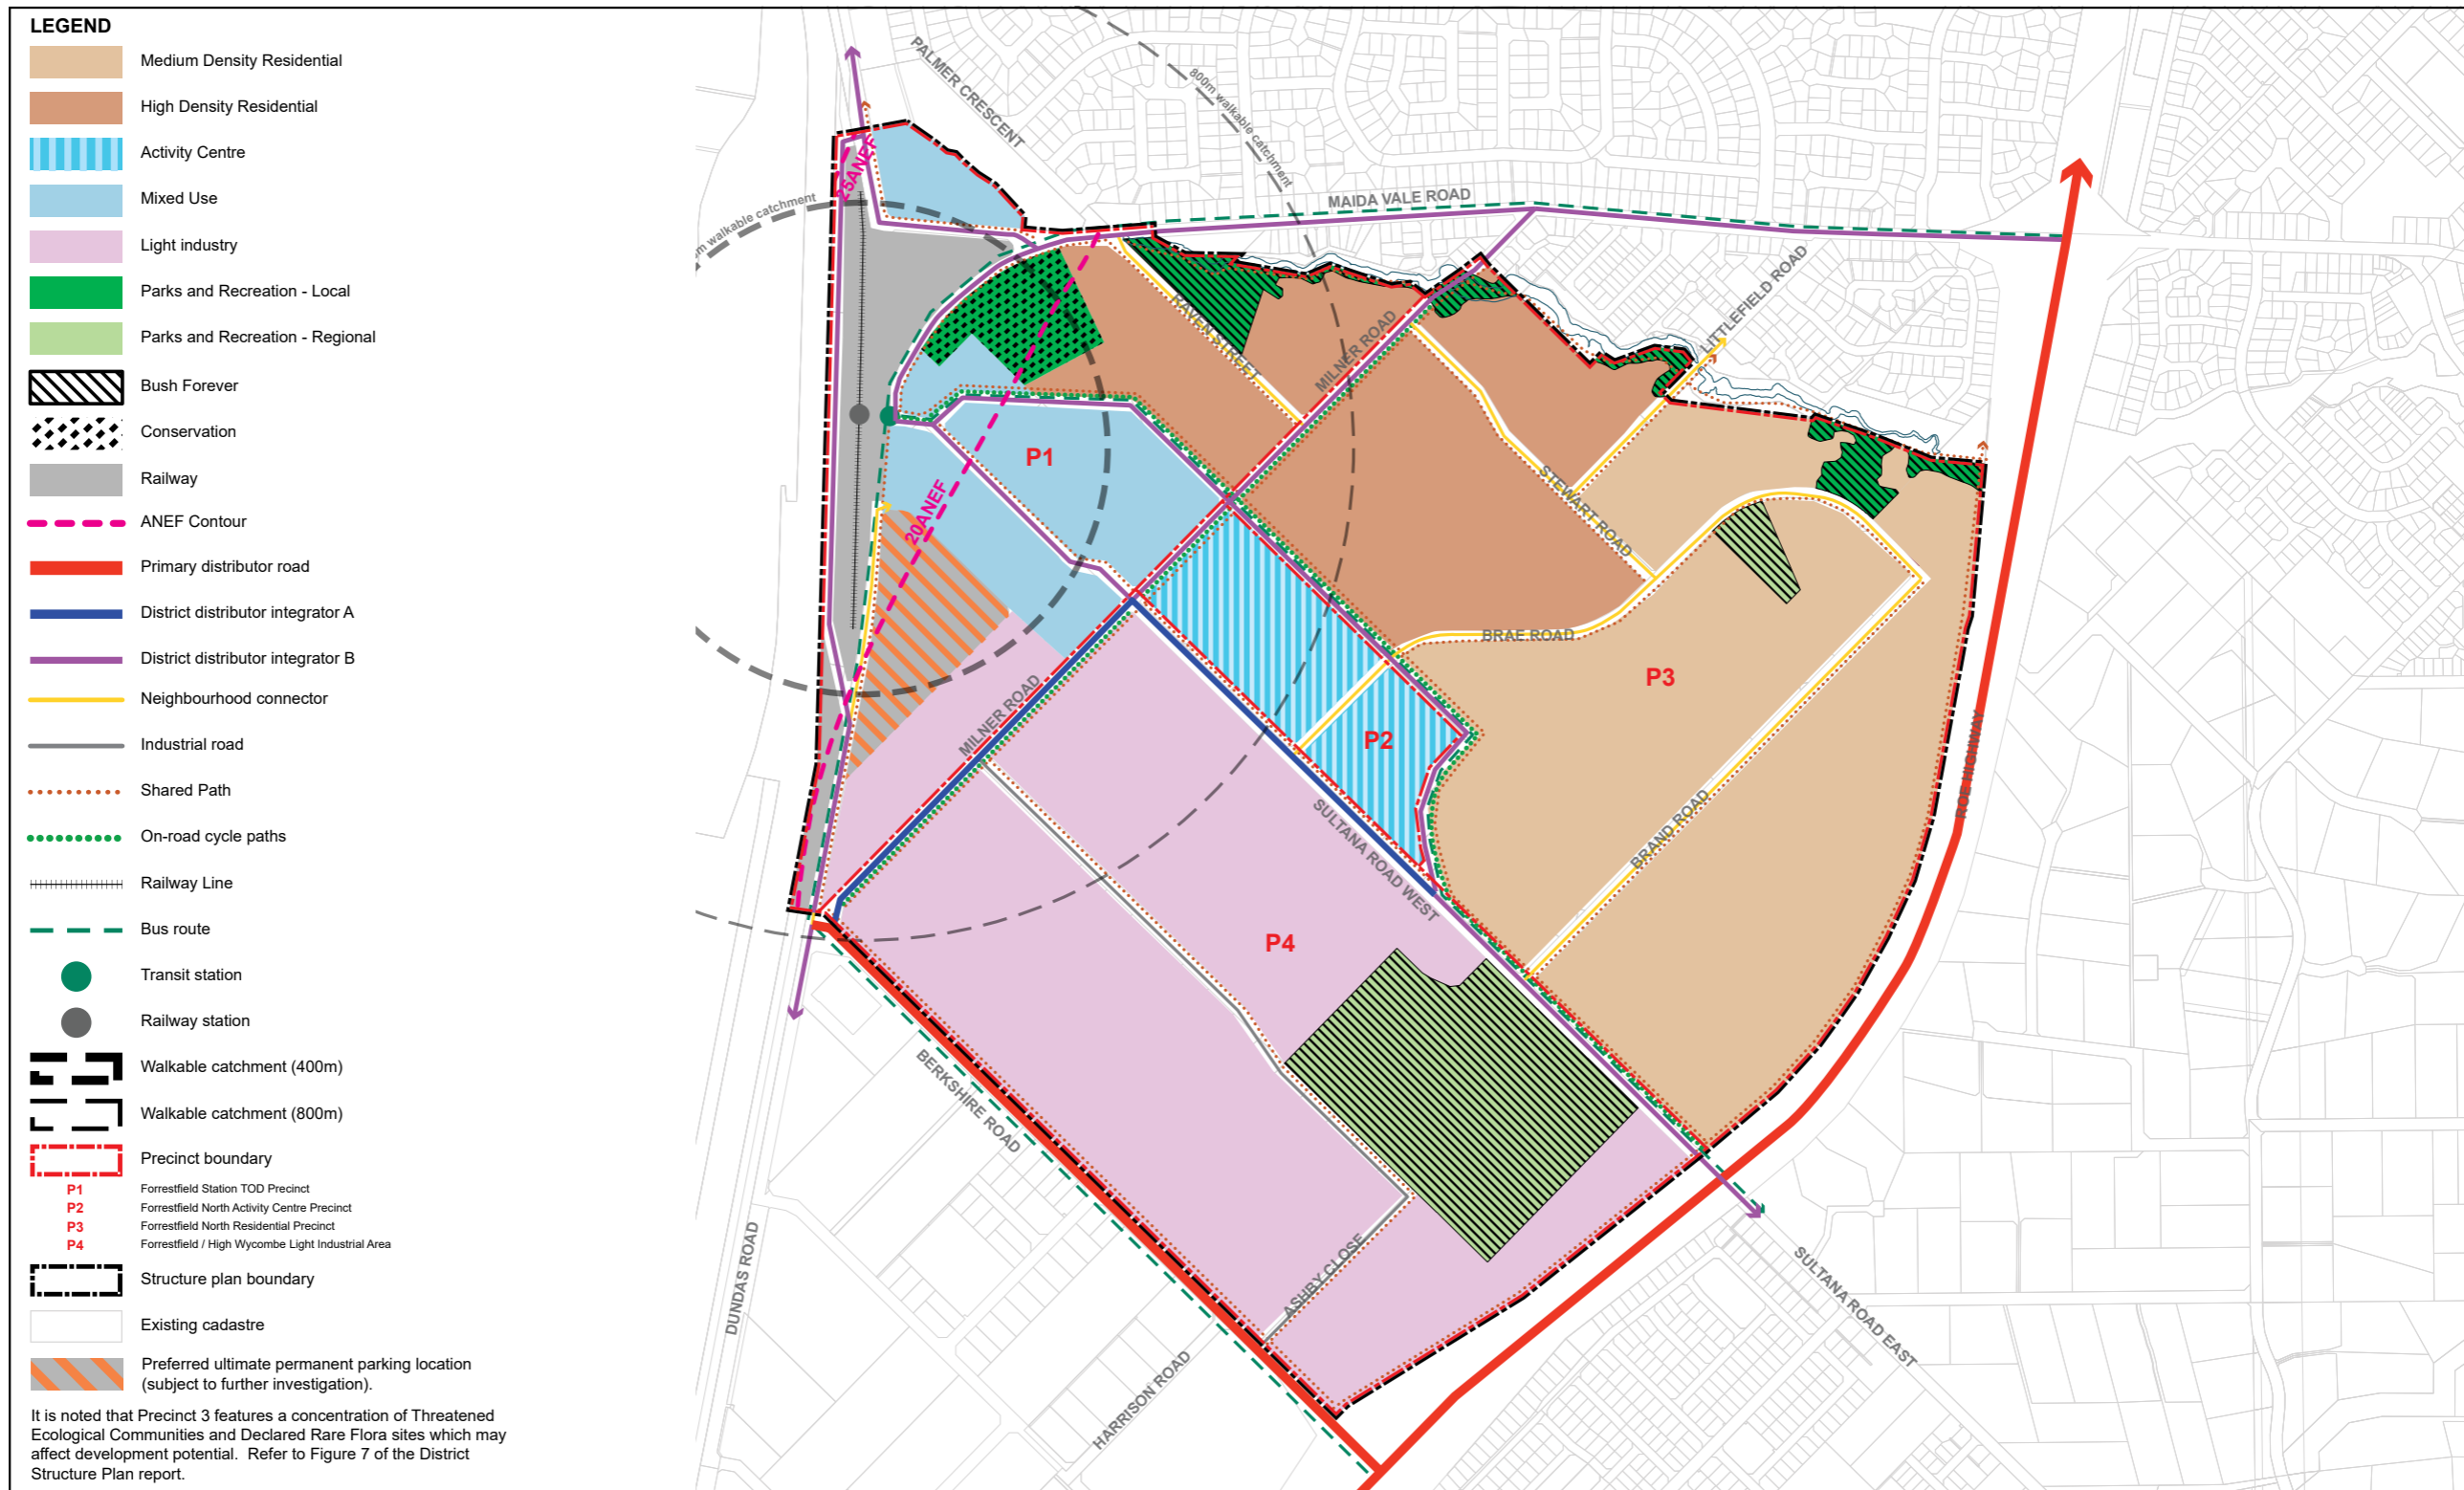 LEGEND
Medium Density Residential
High Density Residential
Activity Centre
Mixed Use
Light industry
Parks and Recreation - Local
Parks and Recreation - Regional
Bush Forever
Conservation
Railway
ANEF Contour
Primary distributor road
District distributor integrator A
District distributor integrator B
Neighbourhood connector
Industrial road
Shared Path
On-road cycle paths
Railway Line
Bus route
Transit station
Railway station
Walkable catchment (400m)
Walkable catchment (800m)
Precinct boundary
P1 Forrestfield Station TOD Precinct
P2 Forrestfield North Activity Centre Precinct
P3 Forrestfield North Residential Precinct
P4 Forrestfield / High Wycombe Light Industrial Area
Structure plan boundary
Existing cadastre
Preferred ultimate permanent parking location
(subject to further investigation).
It is noted that Precinct 3 features a concentration of Threatened
Ecological Communities and Declared Rare Flora sites which may
affect development potential. Refer to Figure 7 of the District
Structure Plan report.
PALMER CRESCENT
800m walkable catchment
25ANEF
m walkable catchment
MAIDA VALE ROAD
LITTLEFIELD ROAD
RAVEN STREET
MILNER ROAD
P1
20ANEF
STEWART ROAD
BRAE ROAD
P3
MILNER ROAD
P2
ROE HIGHWAY
SULTANA ROAD WEST
BRAND ROAD
P4
BERKSHIRE ROAD
DUNDAS ROAD
ASHBY CLOSE
HARRISON ROAD
SULTANA ROAD EAST